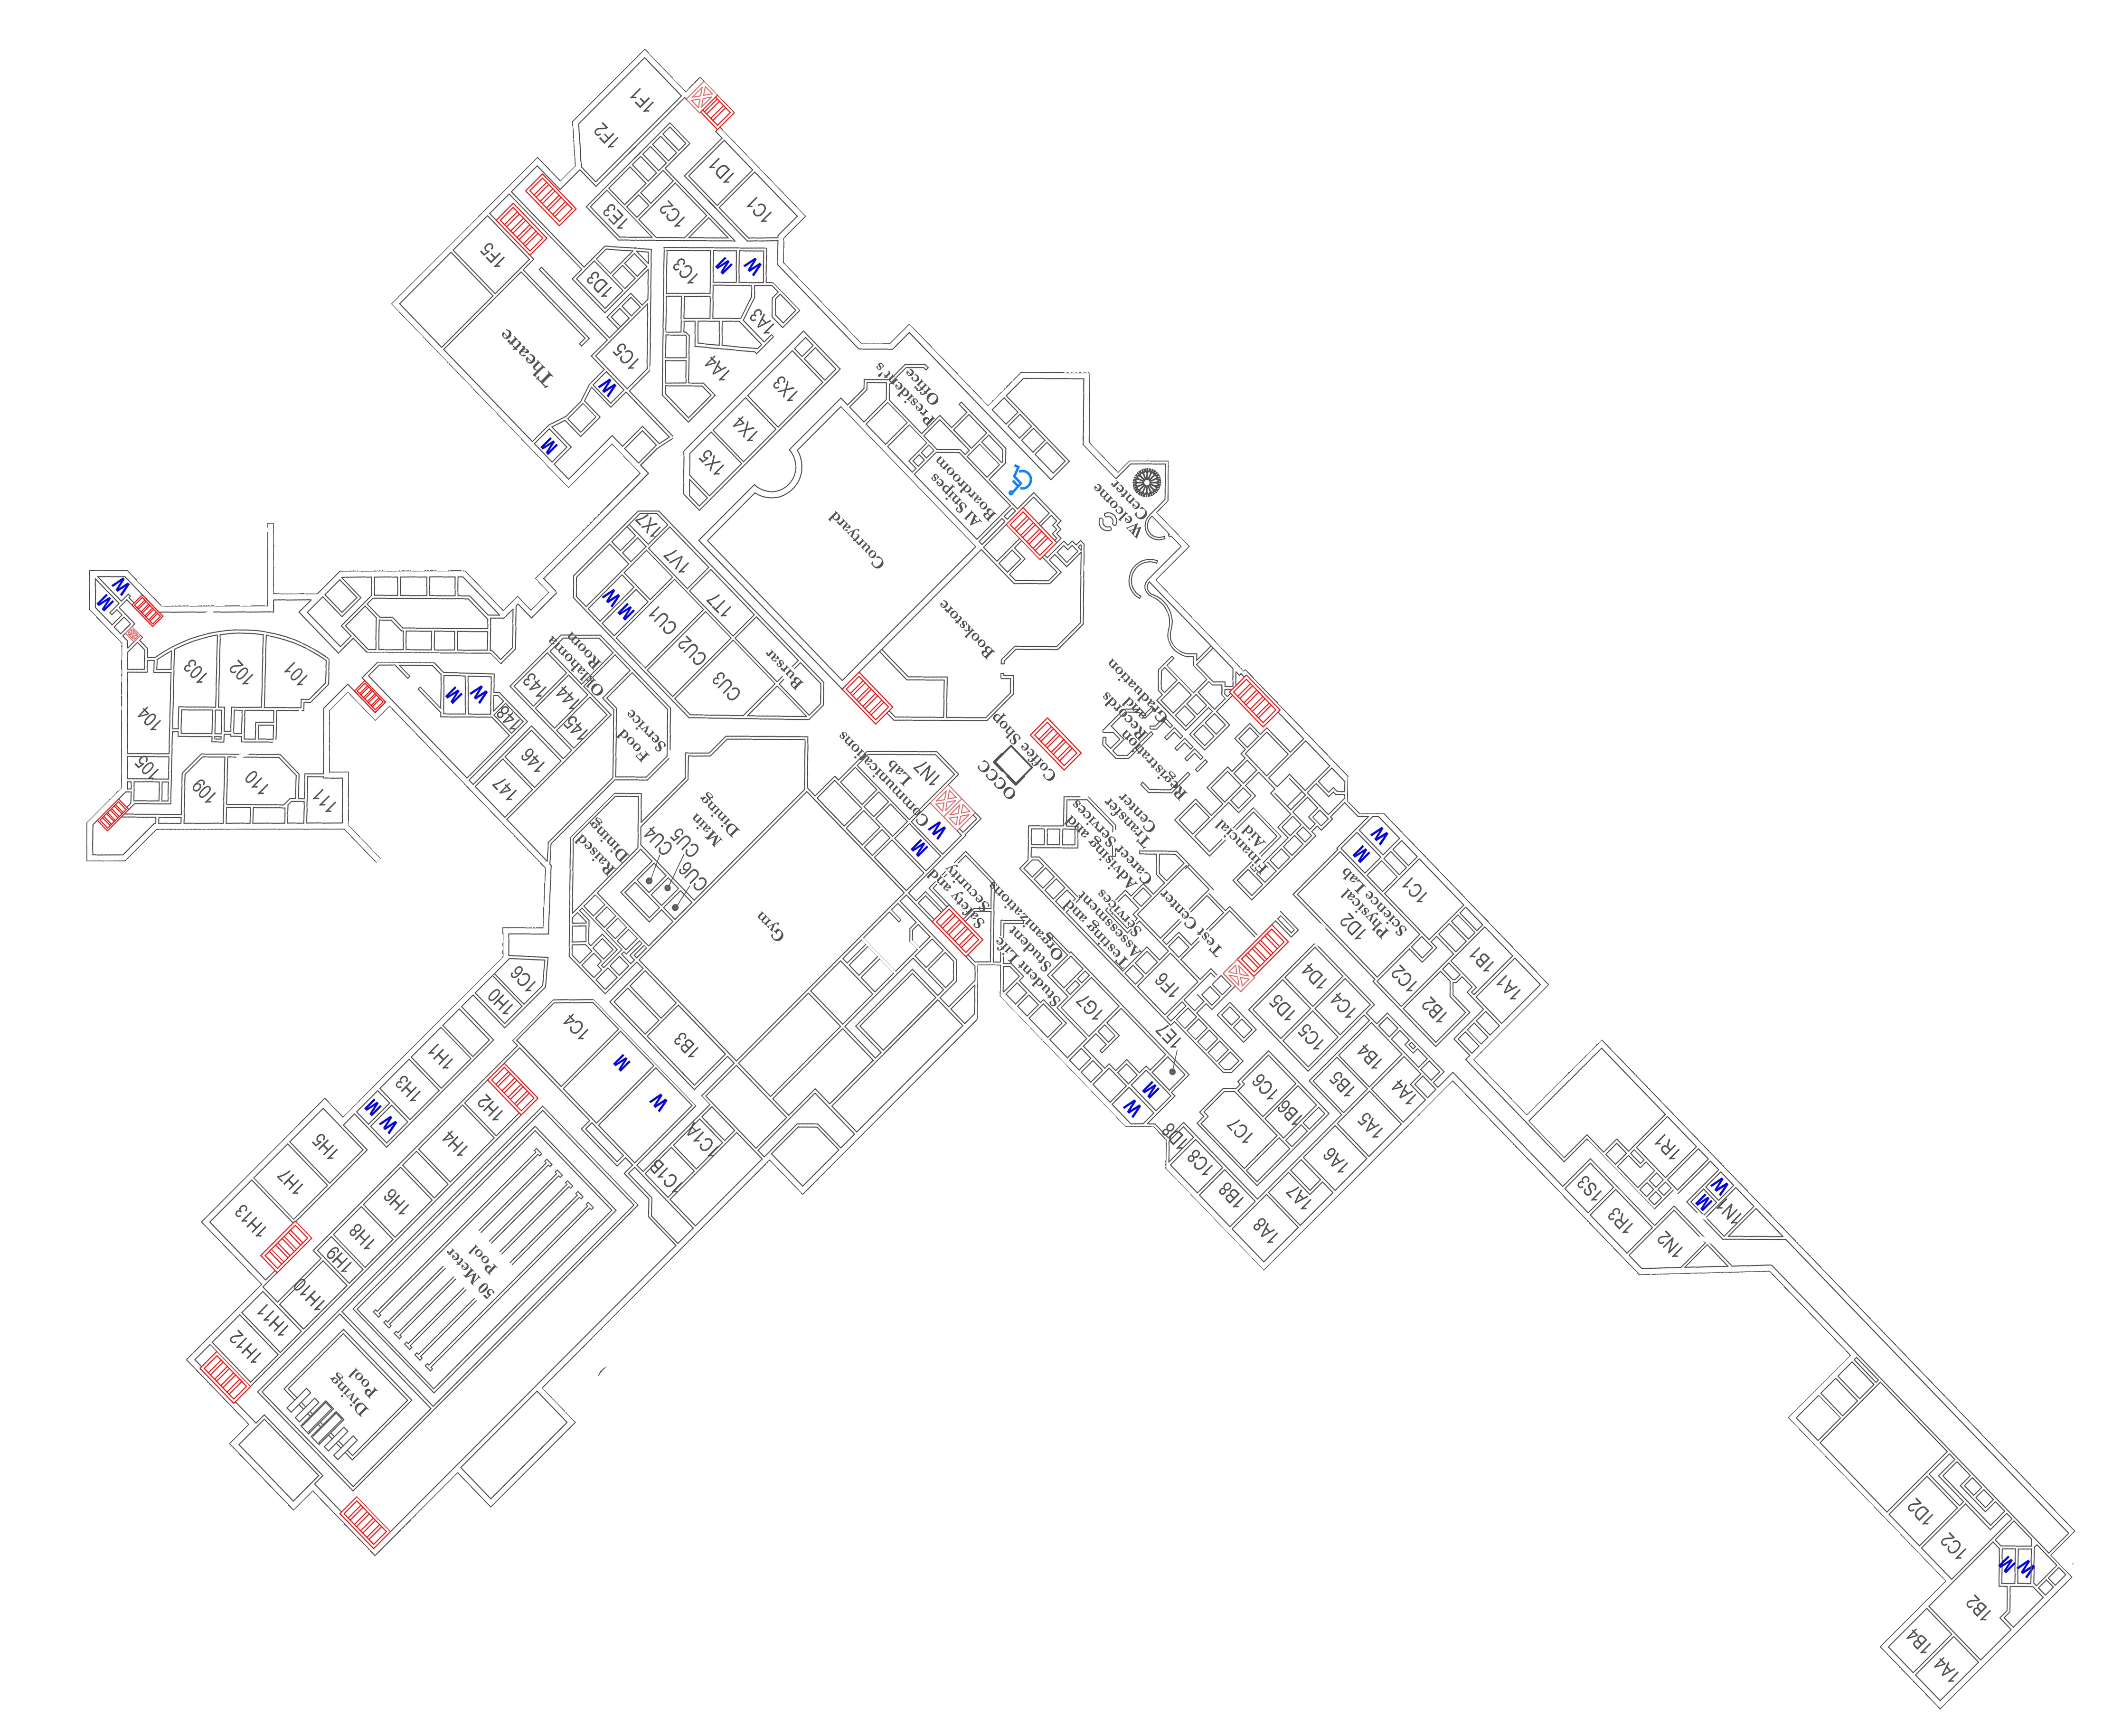 1F1
1F2
1D1
1C1
1E3
1C2
1F5
1D3
1C3
M
W
1A3
Theatre
1C5
W
1A4
M
1X3
1X4
1X5
President's
Office
Al Snipes
Boardroom
Welcome
Center
Courtyard
1X7
1V7
1T7
W
M
CU1
CU2
CU3
Bursar
Bookstore
Oklahoma
Room
143
144
145
148
146
147
Food
Service
W
M
W
M
103
102
101
104
105
109
110
111
M
W
Main
Dining
Raised
Dining
CU4
CU5
CU6
Gym
Communications
Lab
1N7
W
M
OCCC
Coffee Shop
Registration
Records
and
Graduation
Transfer
Center
Advising and
Career Services
Financial
Aid
Testing and
Assessment
Services
Test Center
Safety and
Security
Student Life
Student
Organizations
1F6
1G7
1E7
M
W
1D8
1C8
1B8
1A8
1A7
1A6
1A5
1A4
1C7
1C6
1B6
1B5
1B4
1D4
1D5
1C4
1C5
W
M
1D2
Physical
Science Lab
1C1
1C2
1B2
1B1
1A1
1C6
1H0
1H1
1H3
M
W
1H2
1H4
1H5
1H7
1H13
1H6
1H8
1H9
1H10
1H11
1H12
1C4
M
W
1B3
1C1A
1C1B
50 Meter
Pool
Diving
Pool
1R1
W
M
1N1
1S3
1R3
1N2
1D2
1C2
M
W
1B2
1B4
1A4